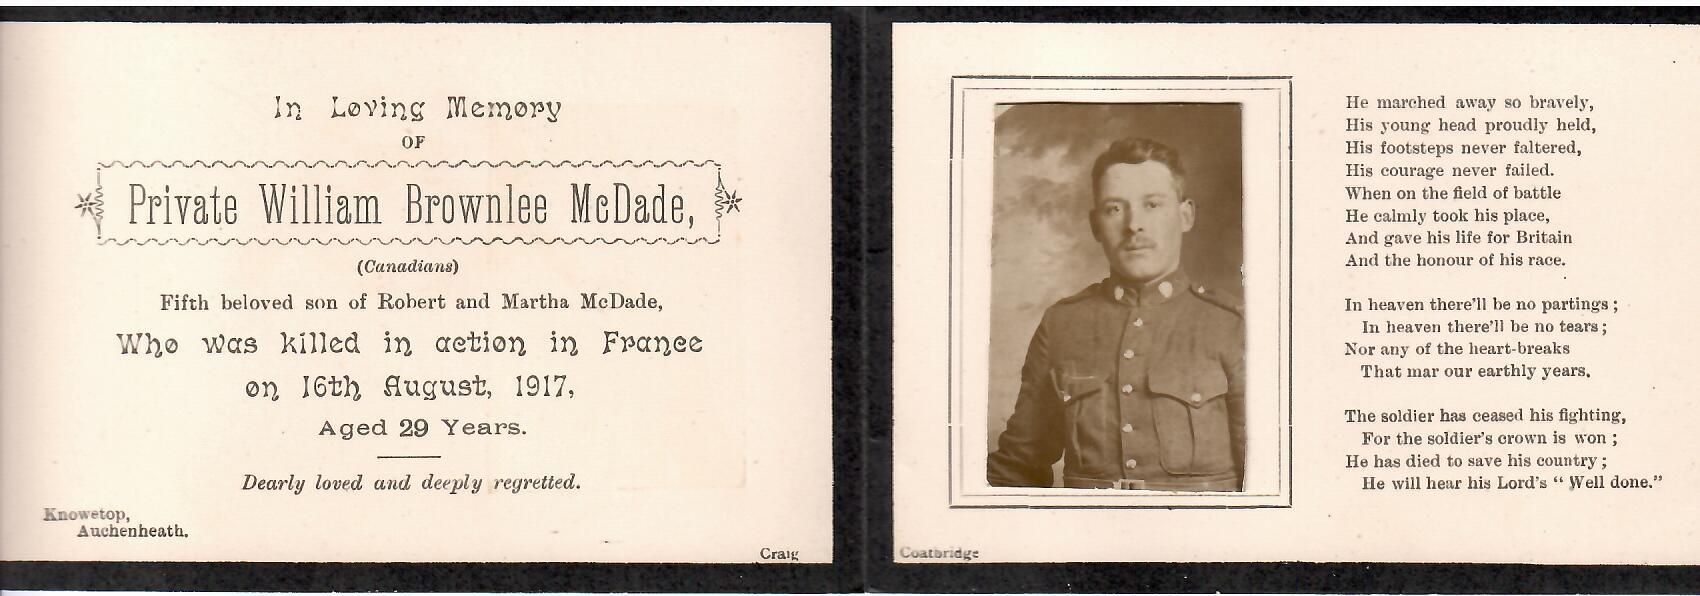 In Loving Memory
OF
Private William Brownlee McDade,
(Canadians)
Fifth beloved son of Robert and Martha McDade,
Who was killed in action in France
on 16th August, 1917,
Aged 29 Years.
Dearly loved and deeply regretted.
Knowetop,
Auchenheath.
Craig
Coatbridge
He marched away so bravely,
His young head proudly held,
His footsteps never faltered,
His courage never failed.
When on the field of battle
He calmly took his place,
And gave his life for Britain
And the honour of his race.
In heaven there'll be no partings;
In heaven there'll be no tears;
Nor any of the heart-breaks
That mar our earthly years.
The soldier has ceased his fighting,
For the soldier's crown is won;
He has died to save his country;
He will hear his Lord's "Well done."